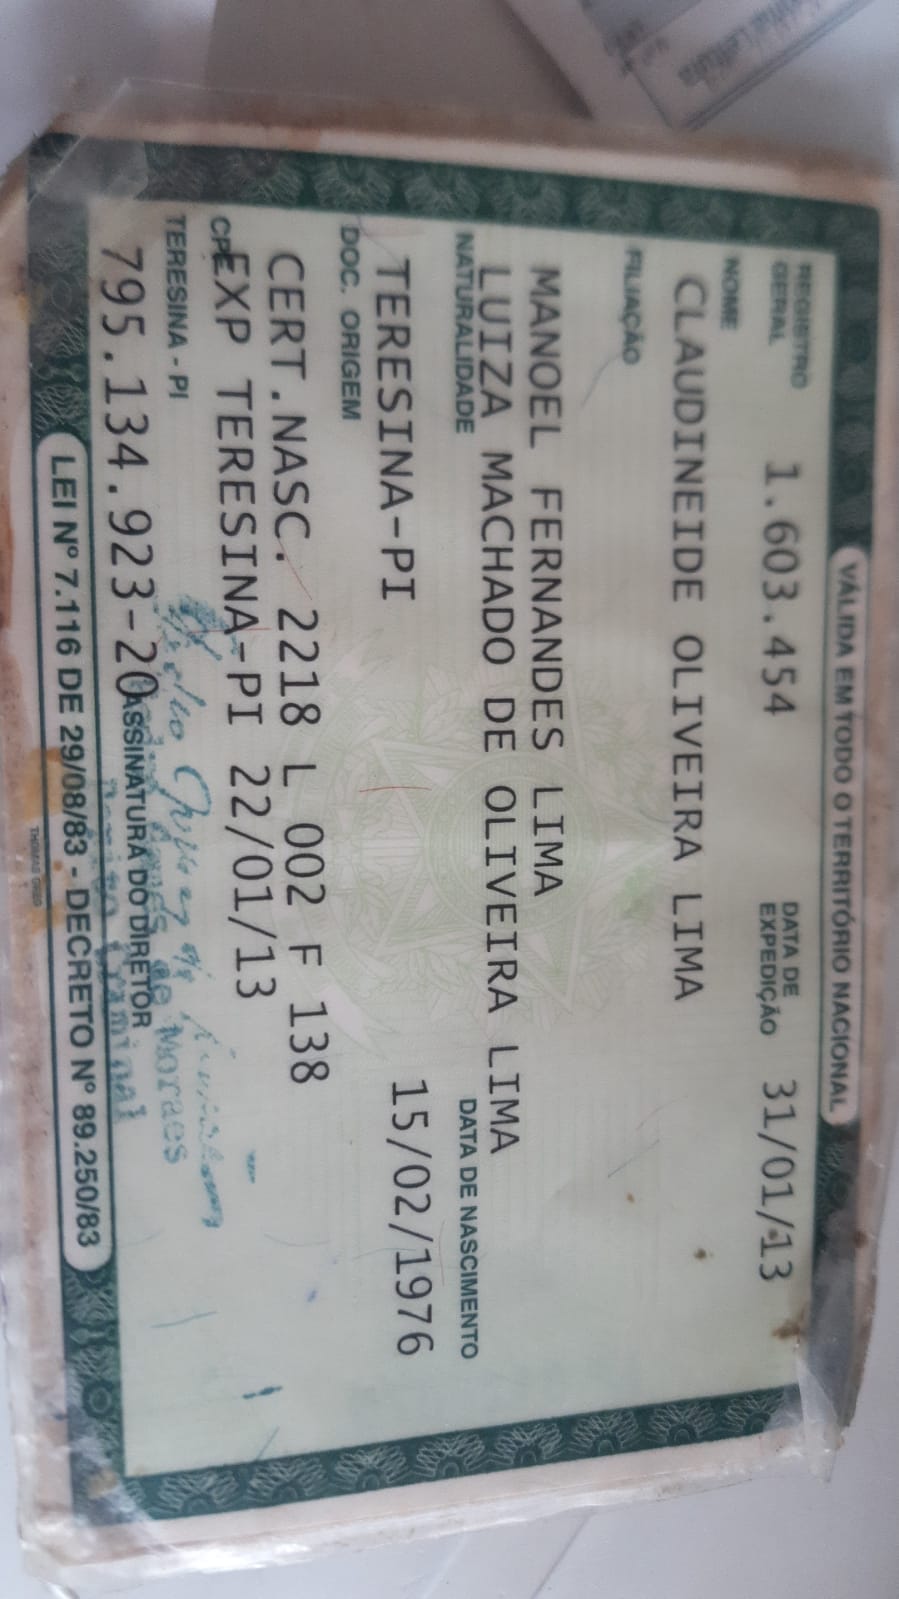 VÁLIDA EM TODO O TERRITÓRIO NACIONAL
REGISTRO GERAL 1.603.454 DATA DE EXPEDIÇÃO 31/01/13
NOME
CLAUDINEIDE OLIVEIRA LIMA
FILIAÇÃO
MANOEL FERNANDES LIMA
LUIZA MACHADO DE OLIVEIRA LIMA
NATURALIDADE DATA DE NASCIMENTO
TERESINA-PI 15/02/1976
DOC. ORIGEM
CERT.NASC. 2218 L 002 F 138
CPF EXP TERESINA-PI 22/01/13
TERESINA - PI
de Moraes
795.134.923-20
ASSINATURA DO DIRETOR
LEI Nº 7.116 DE 29/08/83 - DECRETO Nº 89.250/83